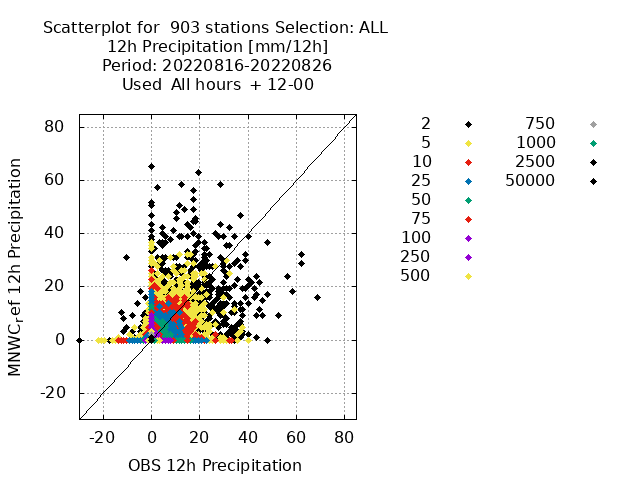 Scatterplot for  903 stations Selection: ALL
12h Precipitation [mm/12h]
Period: 20220816-20220826
Used  All hours  + 12-00
80
60
40
20
0
-20
-20 0 20 40 60 80
MNWC_ref 12h Precipitation
OBS 12h Precipitation
2
5
10
25
50
75
100
250
500
750
1000
2500
50000